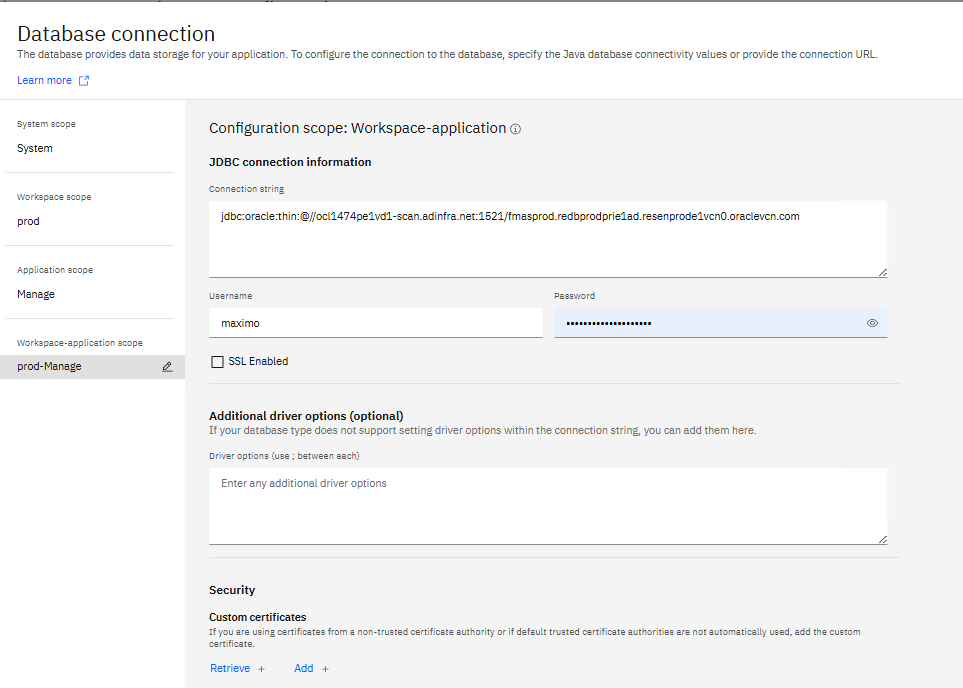 Database connection
The database provides data storage for your application. To configure the connection to the database, specify the Java database connectivity values or provide the connection URL.
Learn more
System scope
System
Workspace scope
prod
Application scope
Manage
Workspace-application scope
prod-Manage
Configuration scope: Workspace-application
JDBC connection information
Connection string
jdbc:oracle:thin:@//ocl1474pe1vd1-scan.adinfra.net:1521/fmasprod.redbprodprie1ad.resenprode1vcn0.oraclevcn.com
Username
Password
maximo
•••••••••••••••••••
SSL Enabled
Additional driver options (optional)
If your database type does not support setting driver options within the connection string, you can add them here.
Driver options (use ; between each)
Enter any additional driver options
Security
Custom certificates
If you are using certificates from a non-trusted certificate authority or if default trusted certificate authorities are not automatically used, add the custom
certificate.
Retrieve +
Add +